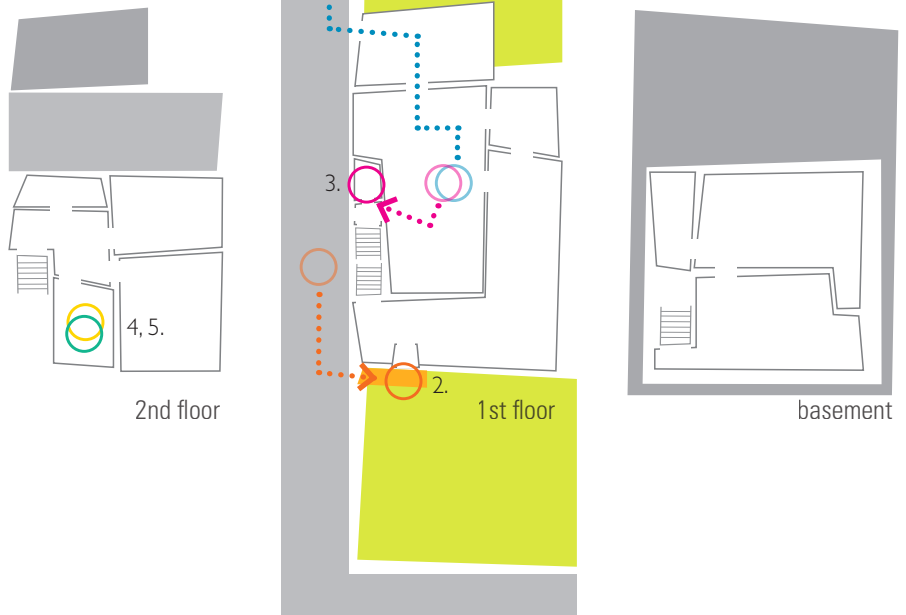 3.
4, 5.
2.
2nd floor
1st floor
basement